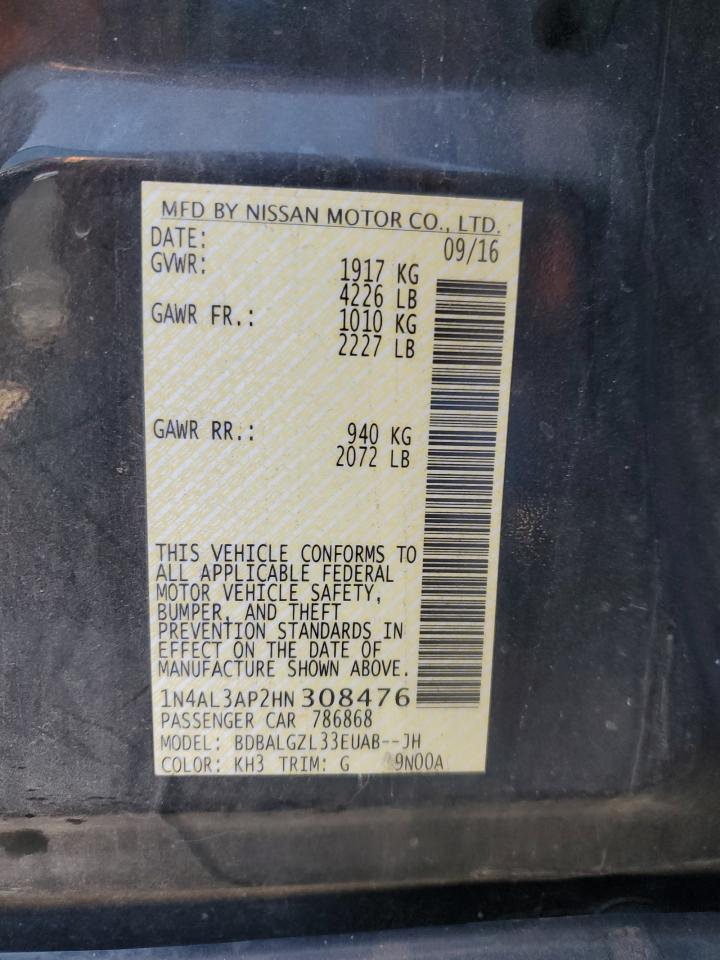 MFD BY NISSAN MOTOR CO., LTD.
DATE: 09/16
GVWR: 1917 KG
4226 LB
GAWR FR.: 1010 KG
2227 LB
GAWR RR.: 940 KG
2072 LB
THIS VEHICLE CONFORMS TO
ALL APPLICABLE FEDERAL
MOTOR VEHICLE SAFETY,
BUMPER, AND THEFT
PREVENTION STANDARDS IN
EFFECT ON THE DATE OF
MANUFACTURE SHOWN ABOVE.
1N4AL3AP2HN 308476
PASSENGER CAR 786868
MODEL: BDBALGZL33EUAB--JH
COLOR: KH3 TRIM: G 9N00A